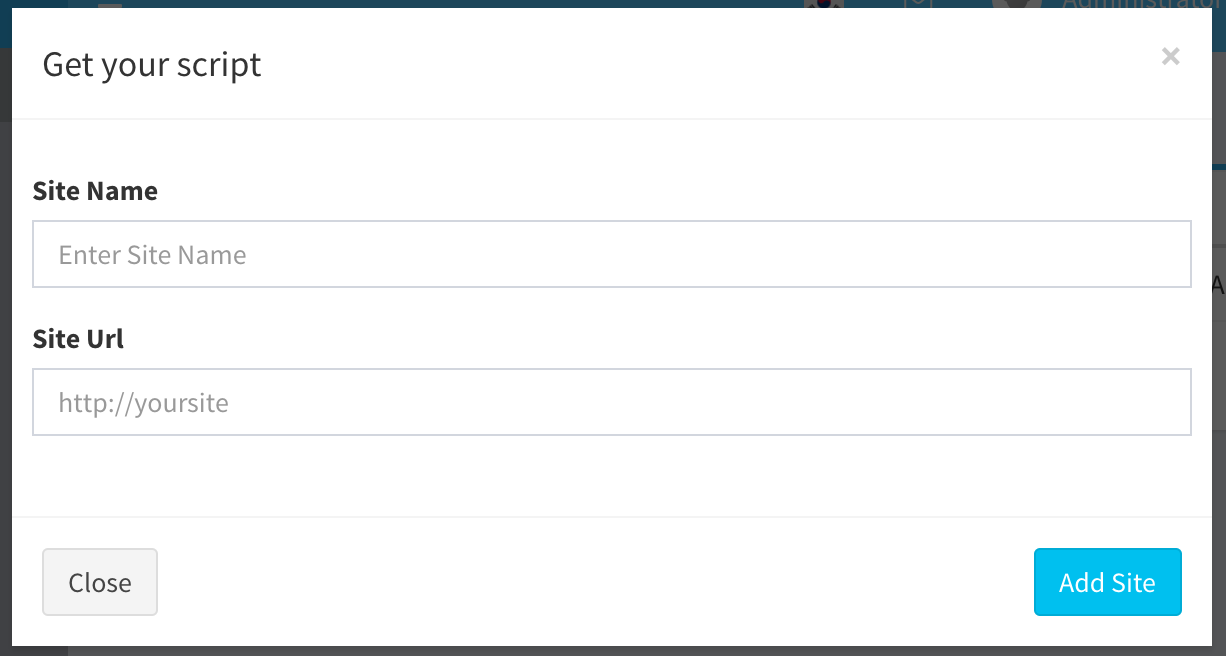 Administrator
Get your script
×
Site Name
Enter Site Name
Site Url
http://yoursite
A
Close
Add Site